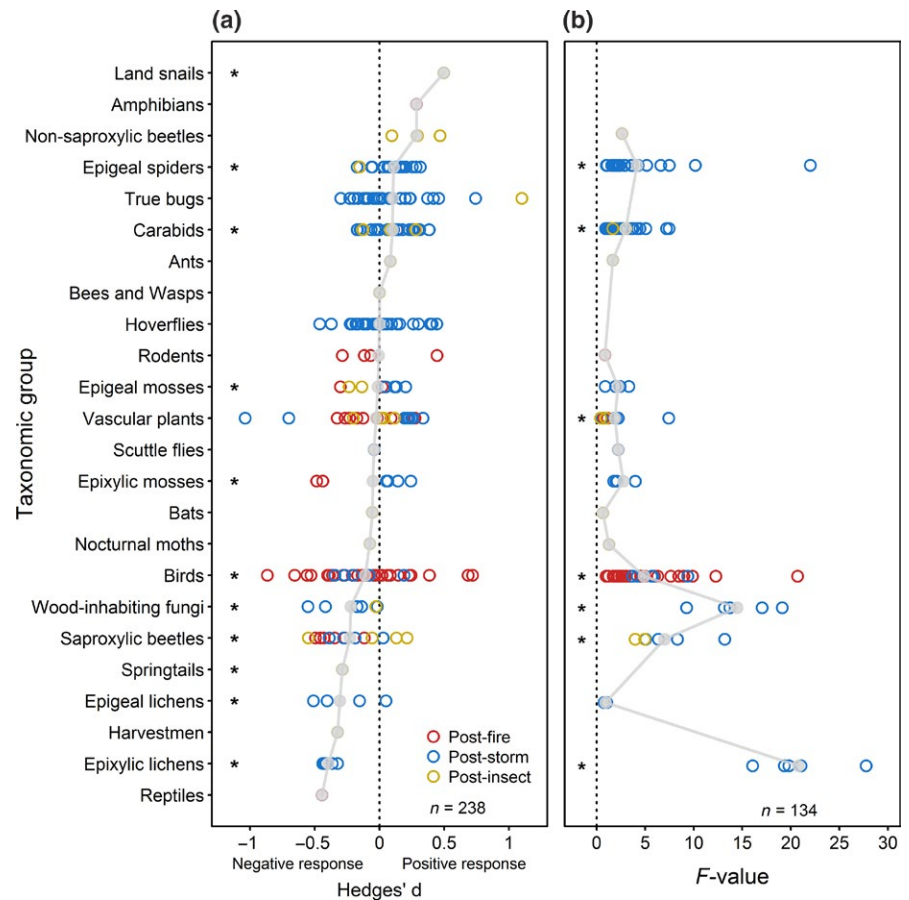 (a)
(b)
Taxonomic group
Land snails *
Amphibians
Non-saproxylic beetles
Epigeal spiders * *
True bugs
Carabids * *
Ants
Bees and Wasps
Hoverflies
Rodents
Epigeal mosses *
Vascular plants *
Scuttle flies
Epixylic mosses *
Bats
Nocturnal moths
Birds * *
Wood-inhabiting fungi * *
Saproxylic beetles * *
Springtails *
Epigeal lichens *
Harvestmen
Epixylic lichens * *
Reptiles
Post-fire
Post-storm
Post-insect
n = 238
n = 134
−1 −0.5 0 0.5 1
Negative response Positive response
Hedges' d
0 5 10 15 20 25 30
F-value